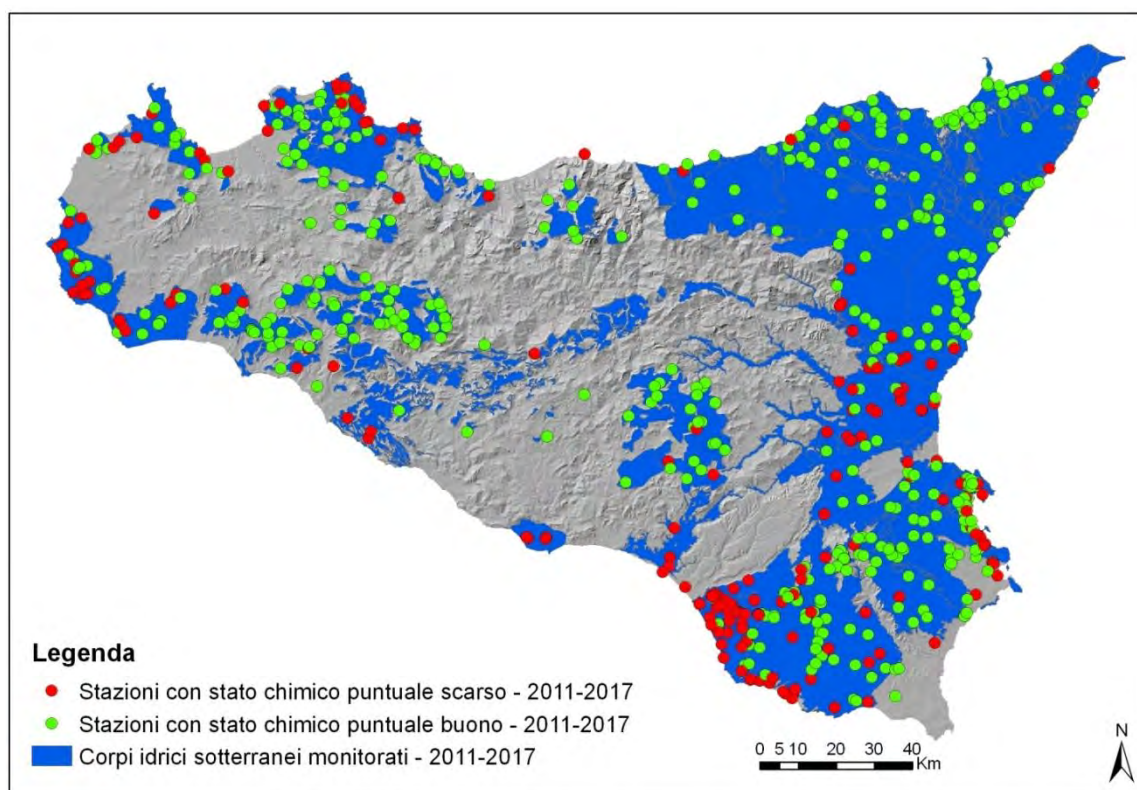 Legenda
Stazioni con stato chimico puntuale scarso - 2011-2017
Stazioni con stato chimico puntuale buono - 2011-2017
Corpi idrici sotterranei monitorati - 2011-2017
0 5 10 20 30 40
Km
N